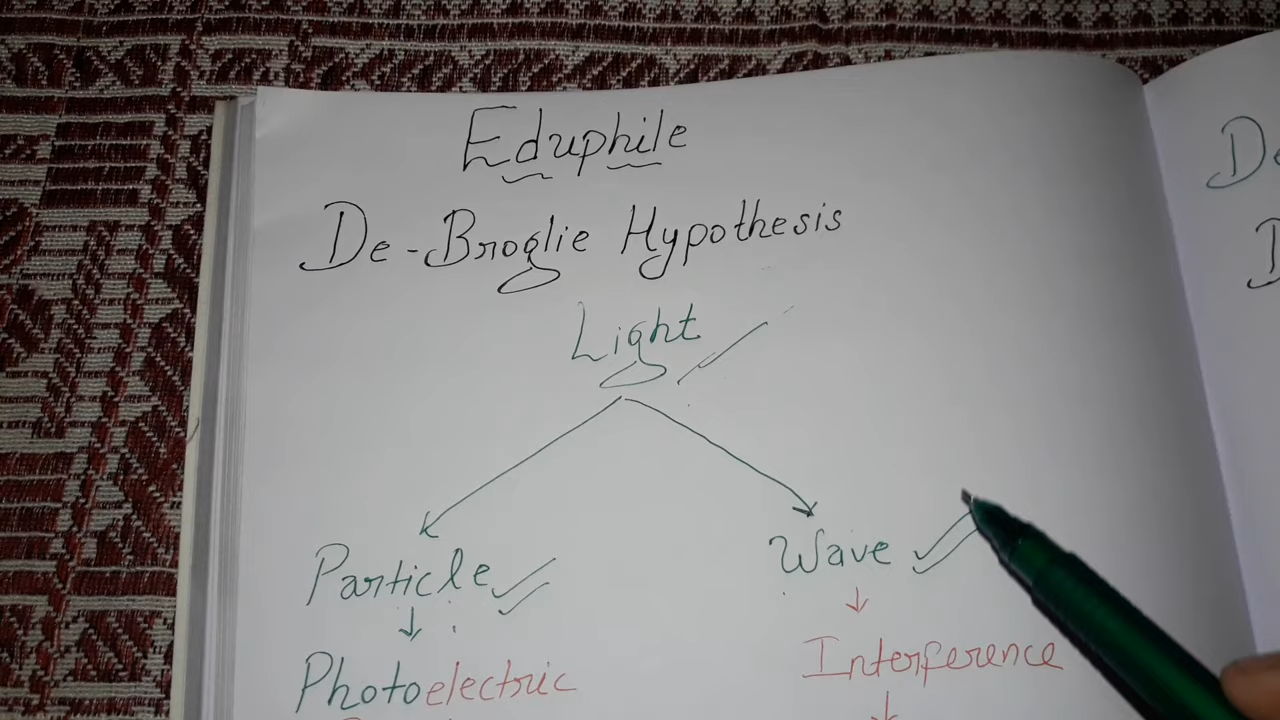 Eduphile
De-Broglie Hypothesis
Light
Particle
Wave
Photoelectric
Interference